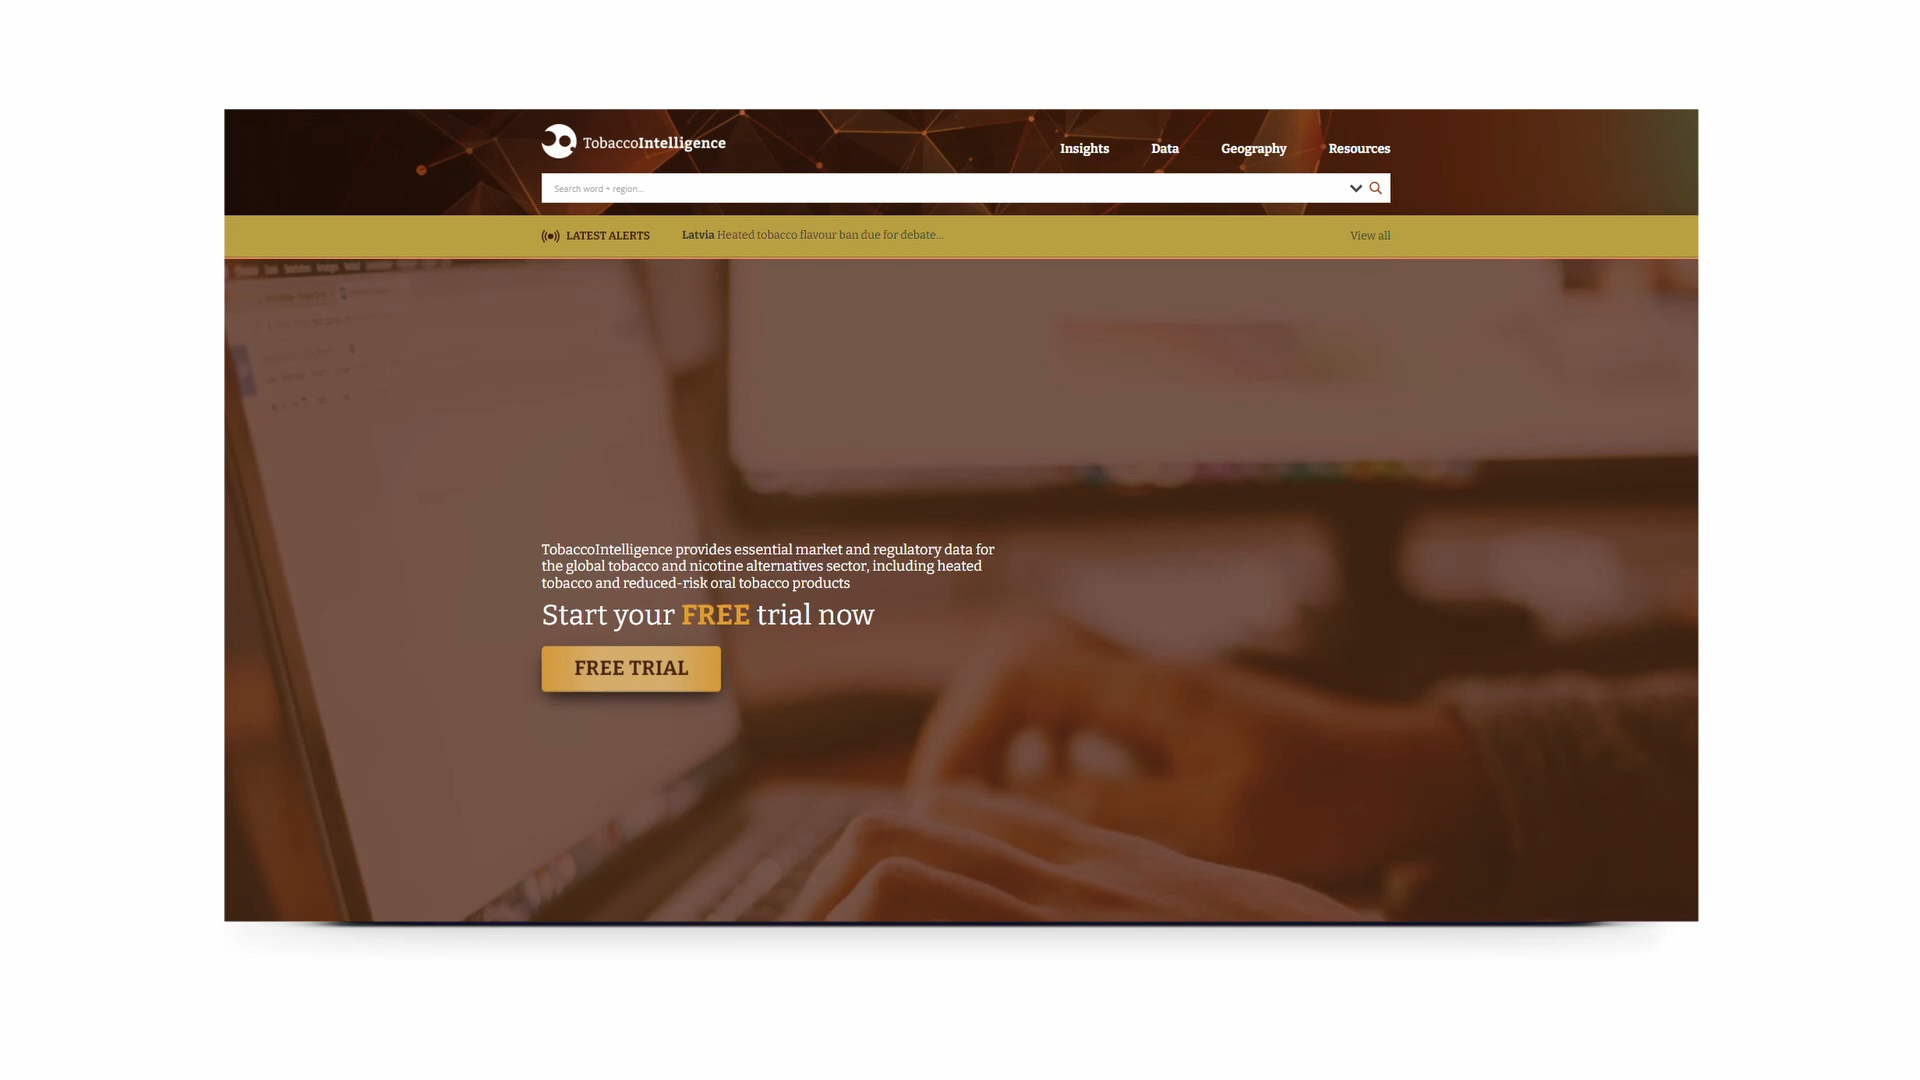 TobaccoIntelligence
Insights Data Geography Resources
Search word + region...
LATEST ALERTS Latvia Heated tobacco flavour ban due for debate... View all
TobaccoIntelligence provides essential market and regulatory data for
the global tobacco and nicotine alternatives sector, including heated
tobacco and reduced-risk oral tobacco products
Start your FREE trial now
FREE TRIAL